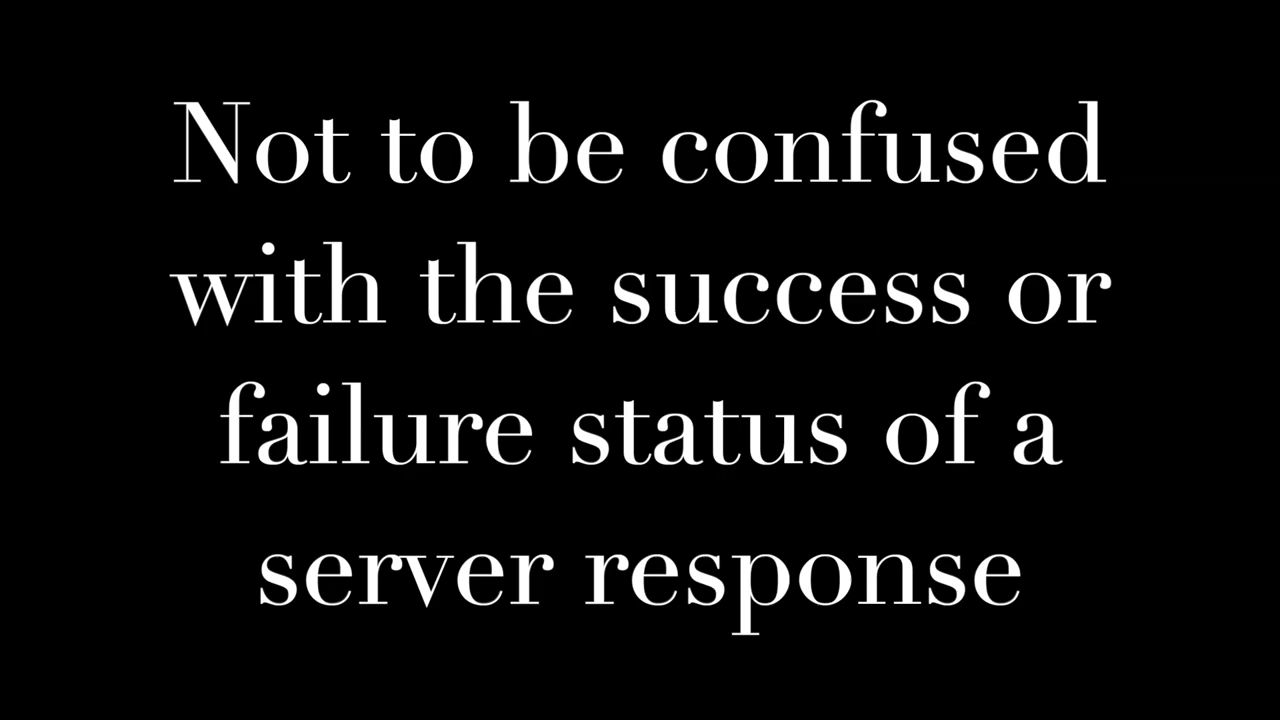 Not to be confused
with the success or
failure status of a
server response